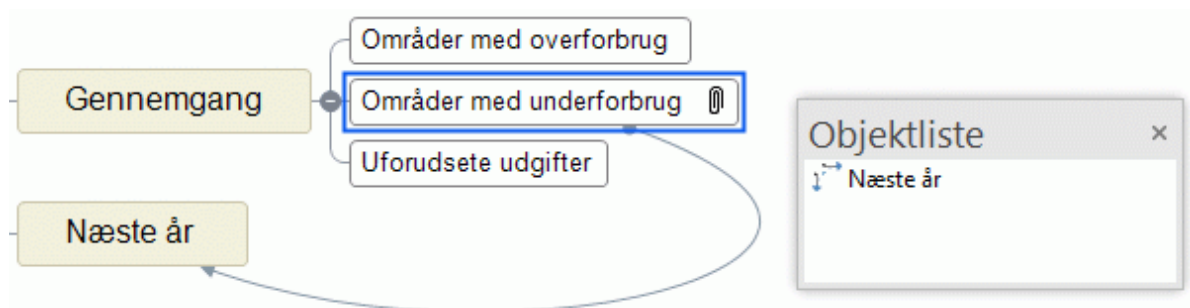 Områder med overforbrug
Gennemgang
Områder med underforbrug
Uforudsete udgifter
Næste år
Objektliste
Næste år